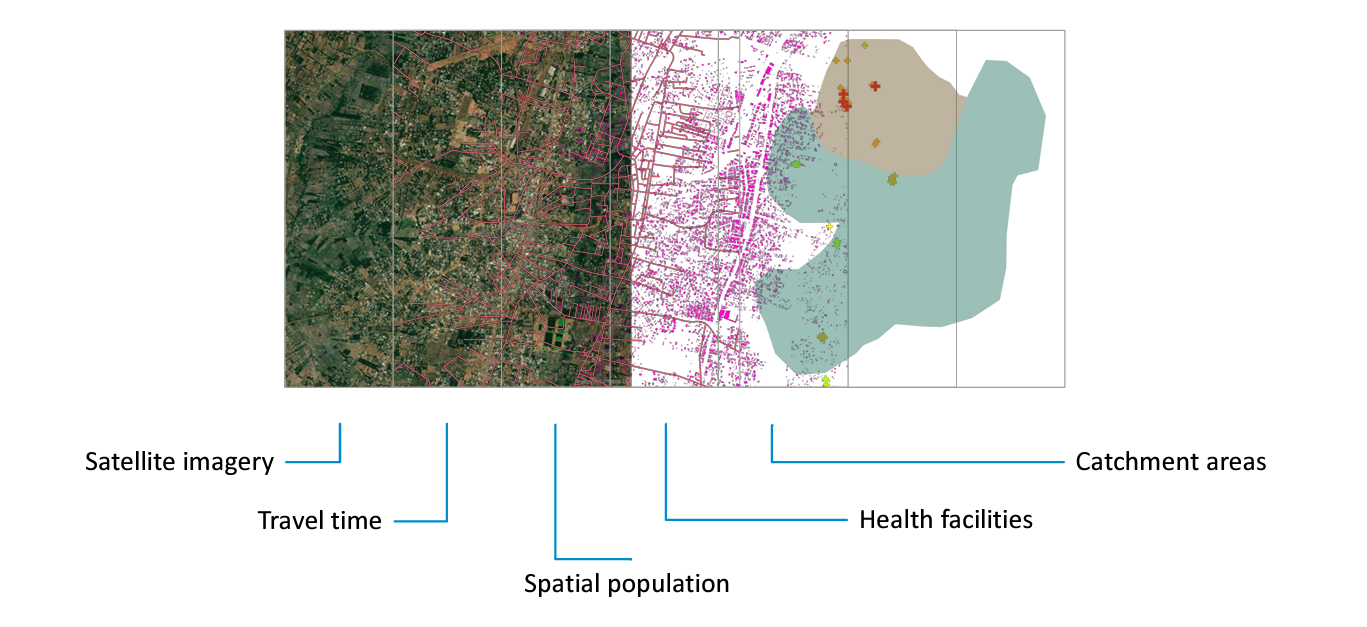 Satellite imagery
Catchment areas
Travel time
Health facilities
Spatial population